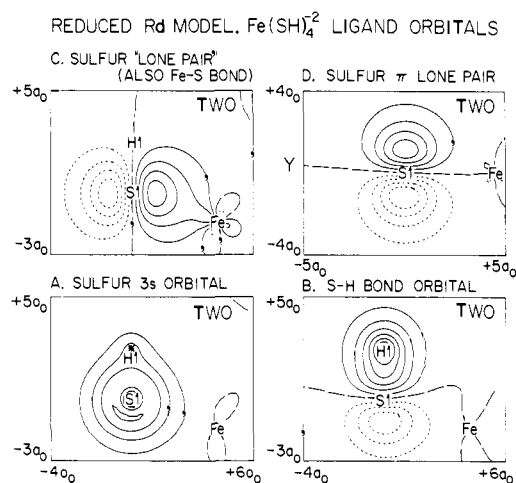 REDUCED Rd MODEL. Fe(SH)₄⁻² LIGAND ORBITALS
C. SULFUR "LONE PAIR"
(ALSO Fe-S BOND)
D. SULFUR π LONE PAIR
+5a₀
TWO
H1
S1
Fe
-3a₀
+4a₀
TWO
Y
S1
Fe
-4a₀
-5a₀
+5a₀
A. SULFUR 3s ORBITAL
B. S-H BOND ORBITAL
+5a₀
TWO
H1
S1
Fe
-3a₀
-4a₀
+6a₀
+5a₀
TWO
H1
S1
Fe
-3a₀
-4a₀
+6a₀